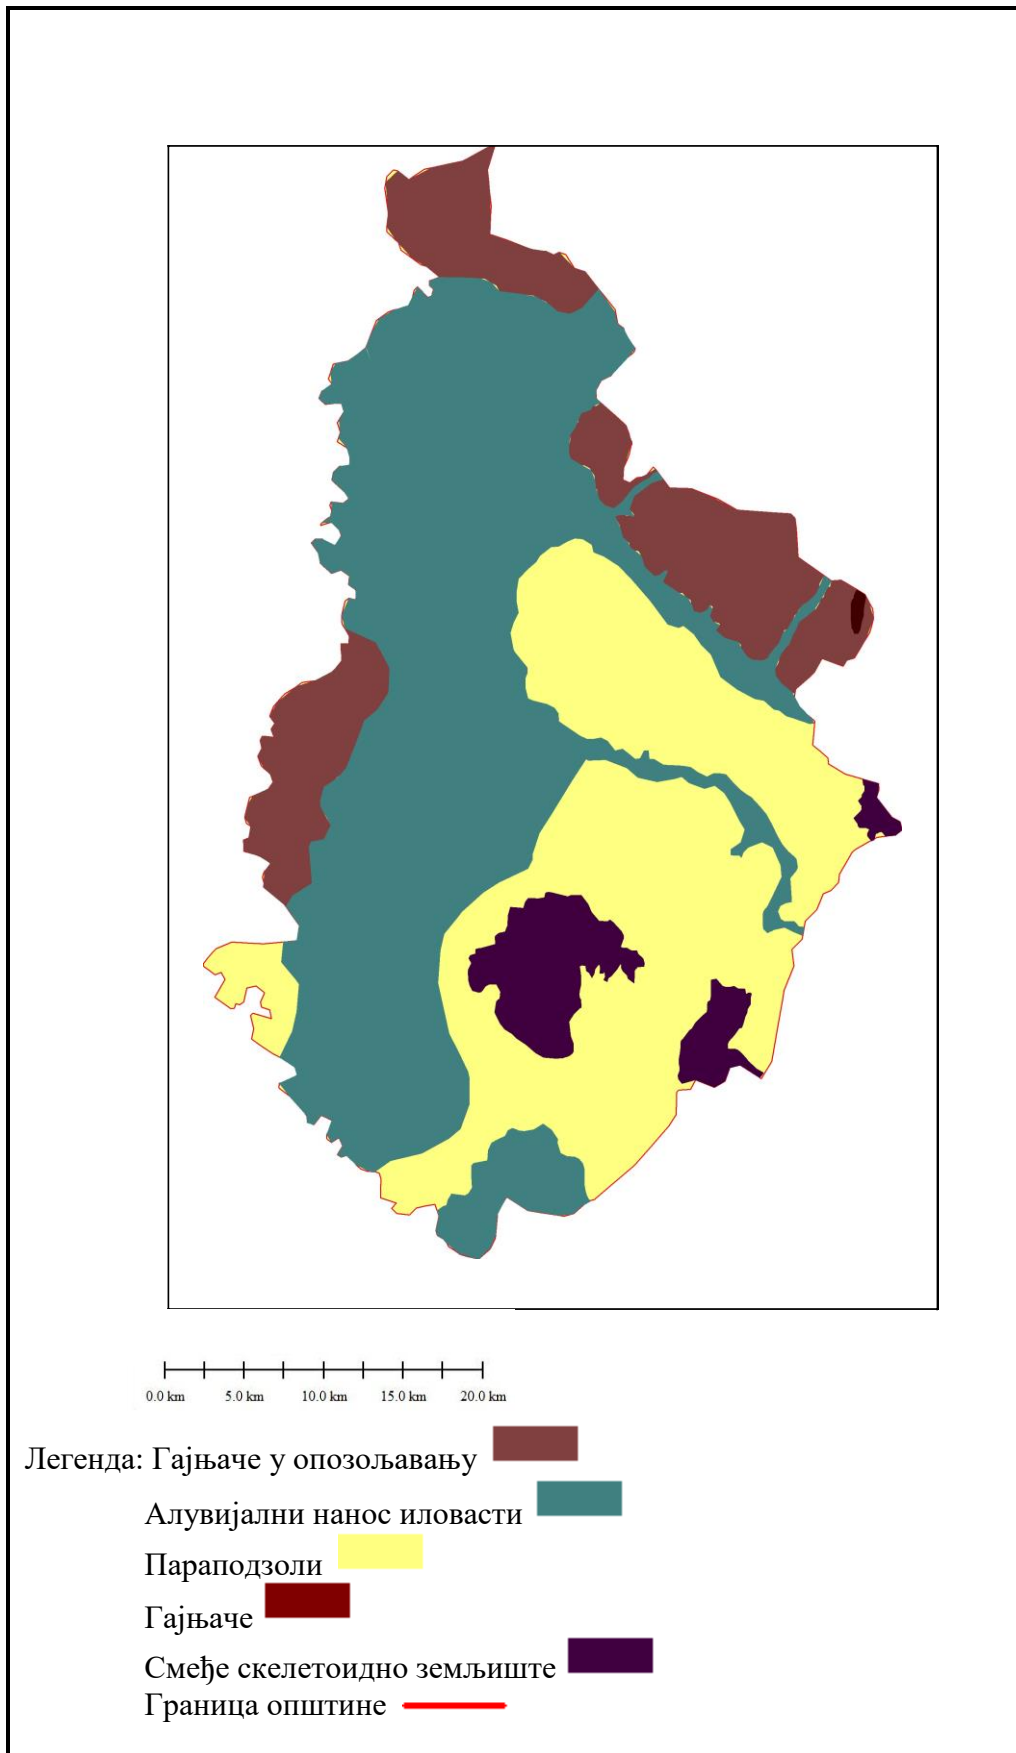 0.0 km 5.0 km 10.0 km 15.0 km 20.0 km
Легенда: Гајњаче у опозољавању
Алувијални нанос иловасти
Параподзоли
Гајњаче
Смеђе скелетоидно земљиште
Граница општине